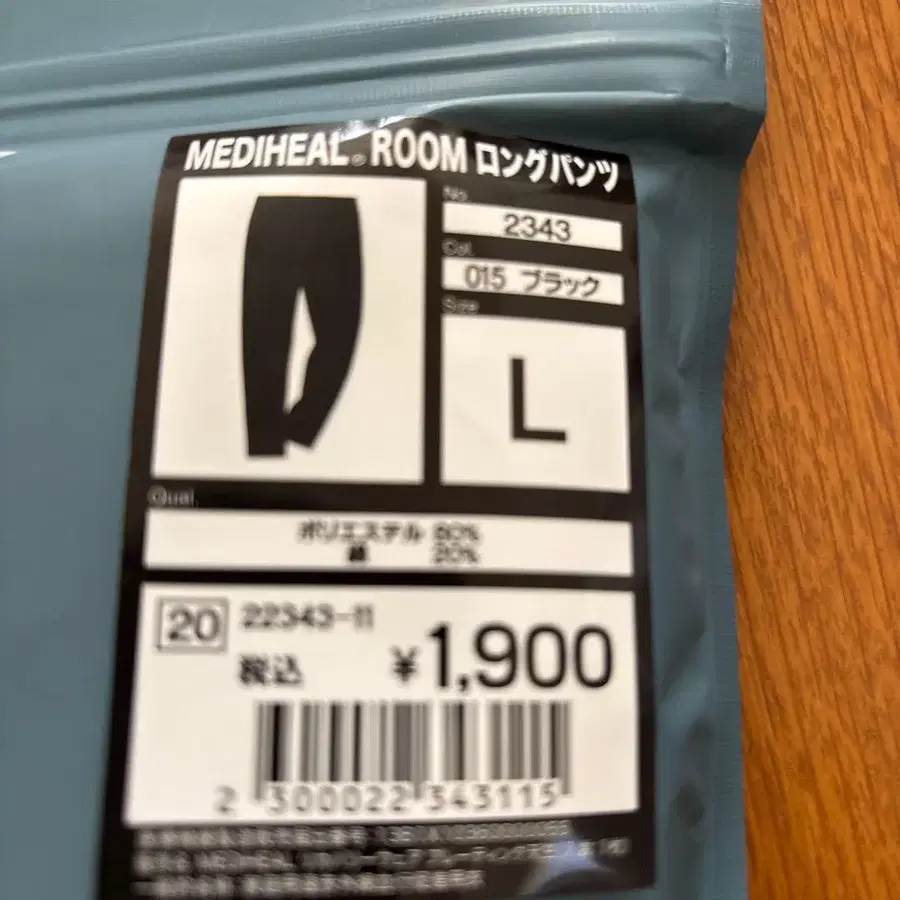 MEDIHEAL® ROOM ロングパンツ
No.
2343
Col.
015 ブラック
Size
L
Qual.
ポリエステル 80%
綿 20%
20 22343-11
税込 ¥1,900
2 300022 343115